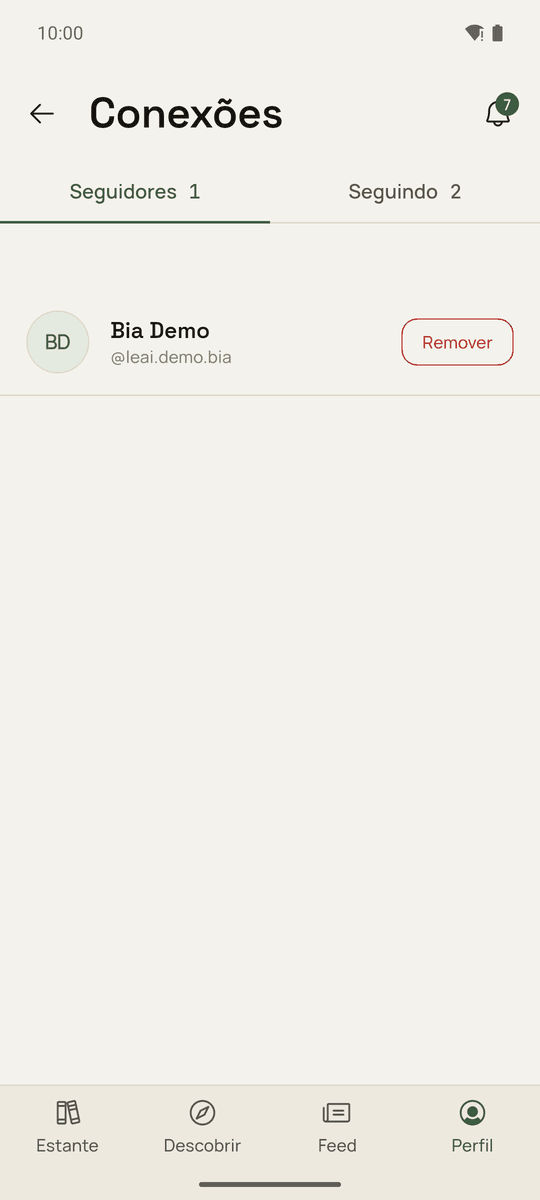 10:00
Conexões
7
Seguidores 1
Seguindo 2
BD
Bia Demo
@leai.demo.bia
Remover
Estante
Descobrir
Feed
Perfil